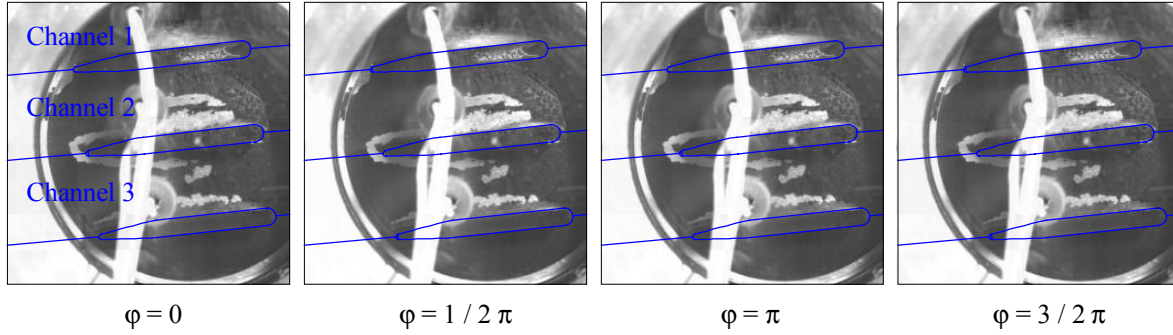 Channel 1
Channel 2
Channel 3
φ = 0
φ = 1 / 2 π
φ = π
φ = 3 / 2 π